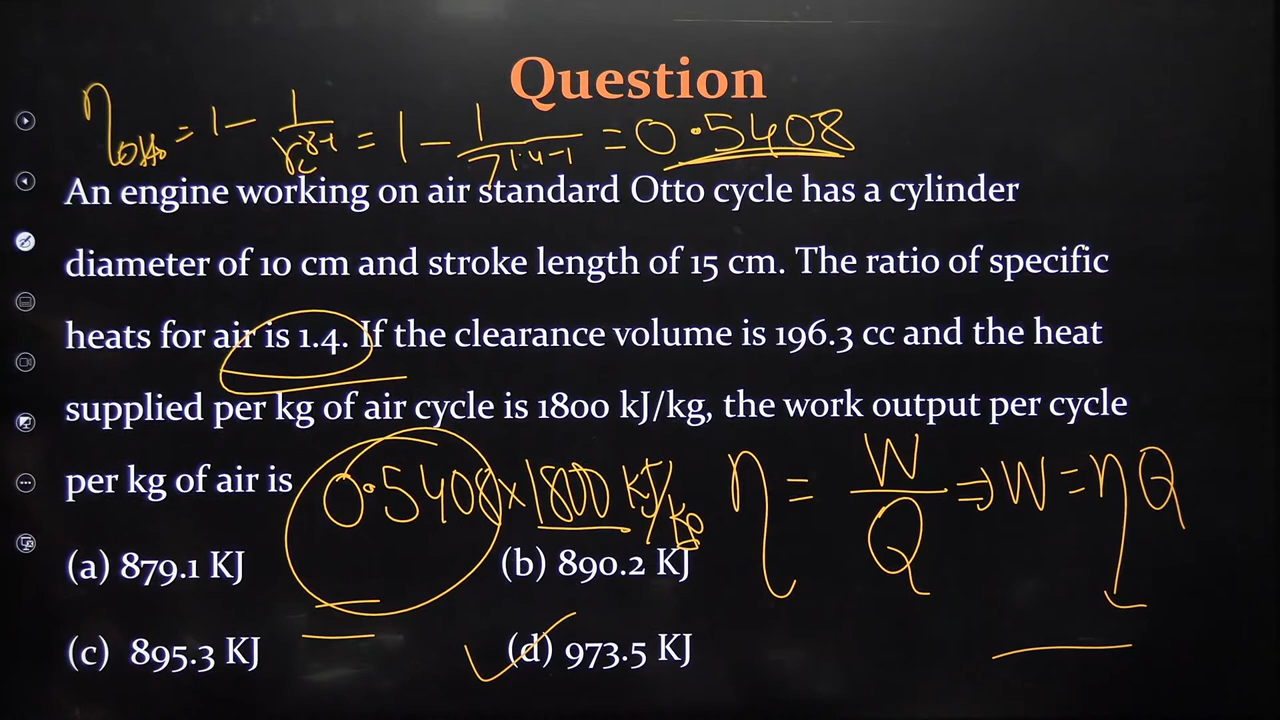 Question
η_Otto = 1 - 1/r_c^(γ-1) = 1 - 1/7^(1.4-1) = 0.5408
An engine working on air standard Otto cycle has a cylinder
diameter of 10 cm and stroke length of 15 cm. The ratio of specific
heats for air is 1.4. If the clearance volume is 196.3 cc and the heat
supplied per kg of air cycle is 1800 kJ/kg, the work output per cycle
per kg of air is
0.5408 × 1800 KJ/kg
η = W/Q ⇒ W = ηQ
(a) 879.1 KJ (b) 890.2 KJ
(c) 895.3 KJ (d) 973.5 KJ